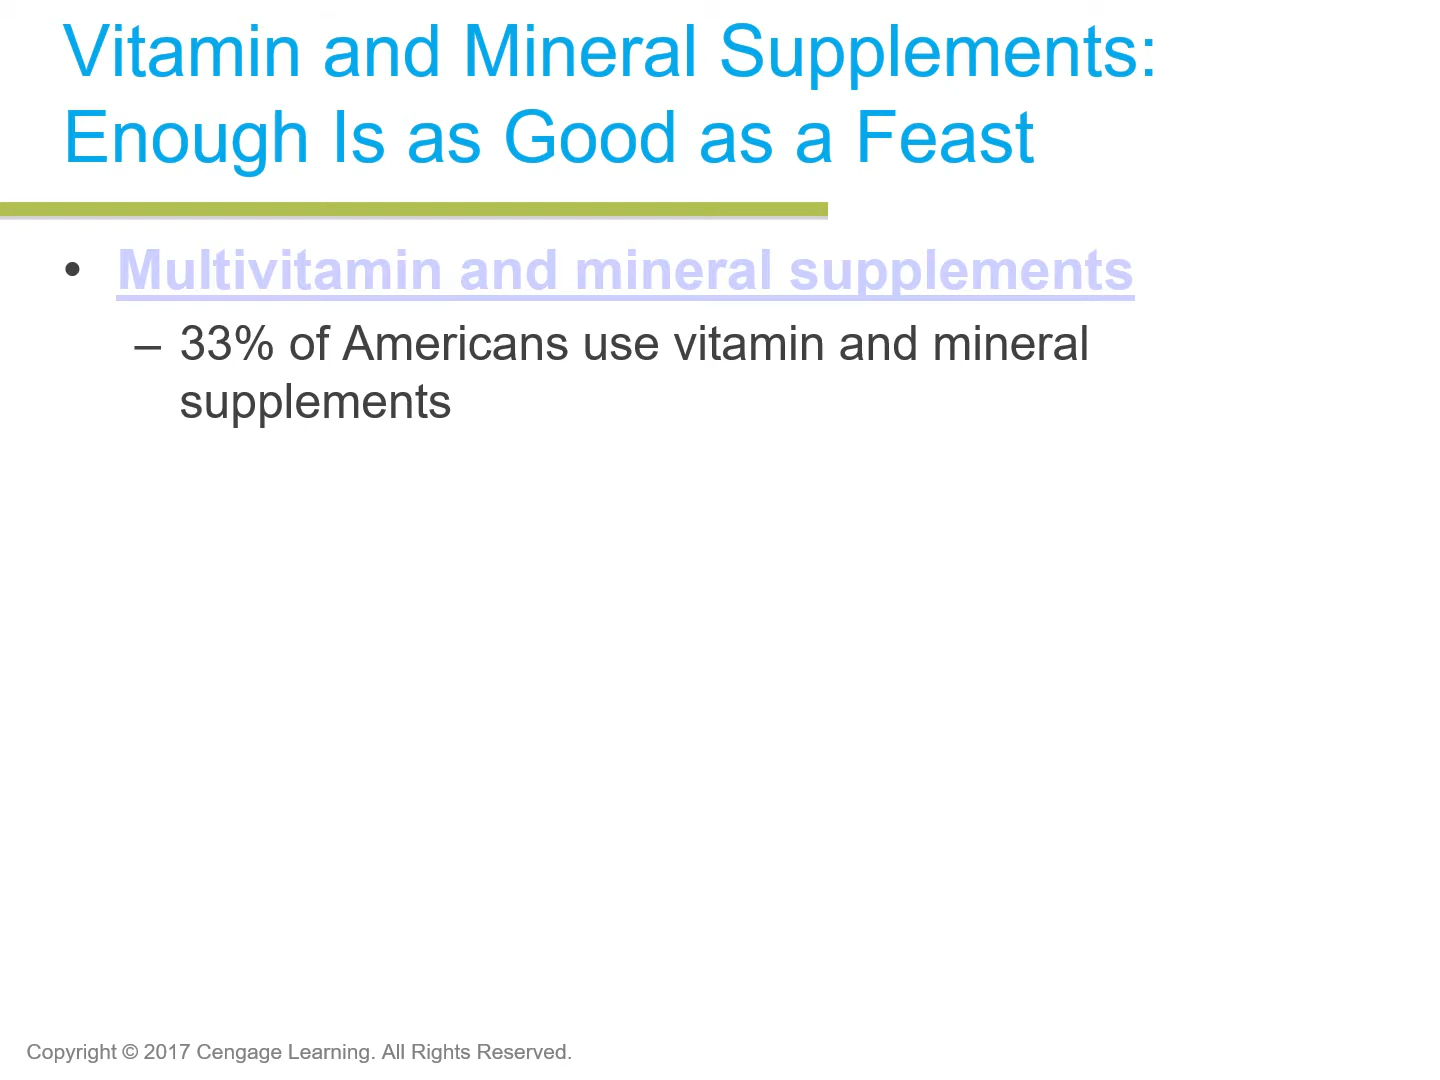 Vitamin and Mineral Supplements:
Enough Is as Good as a Feast
• Multivitamin and mineral supplements
– 33% of Americans use vitamin and mineral
supplements
Copyright © 2017 Cengage Learning. All Rights Reserved.